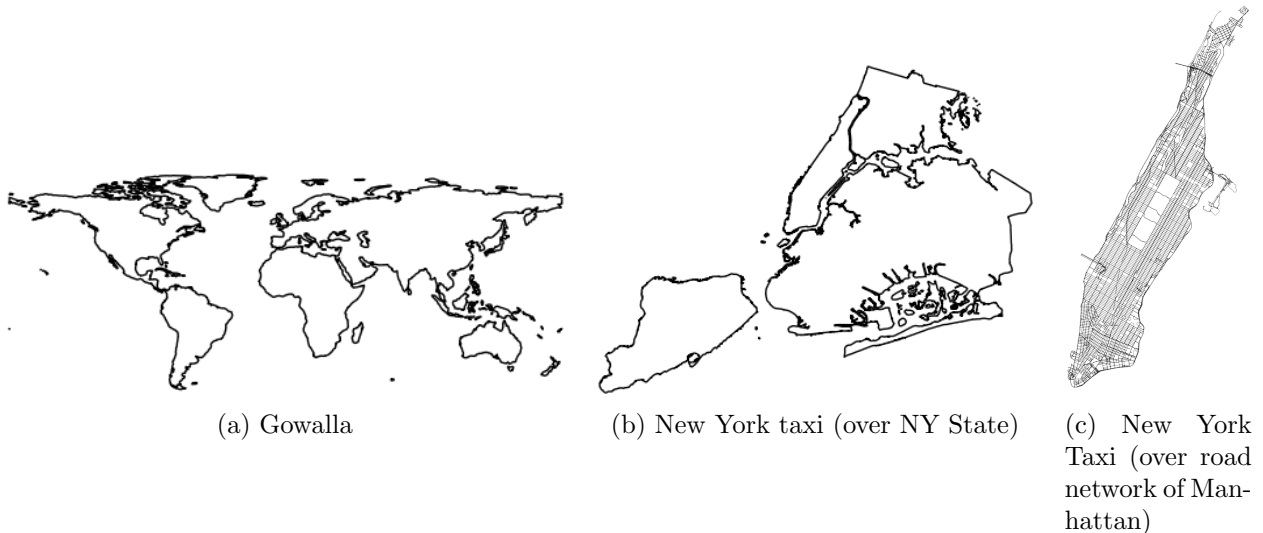 (a) Gowalla
(b) New York taxi (over NY State)
(c) New York
Taxi (over road
network of Man-
hattan)